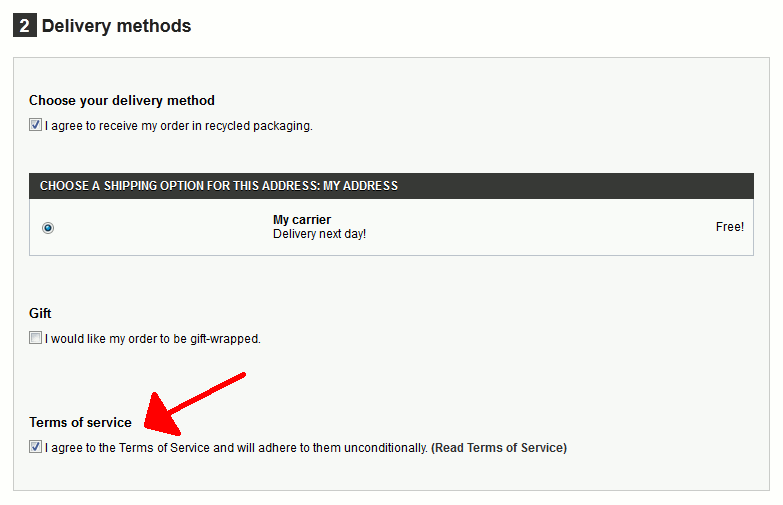 2 Delivery methods
Choose your delivery method
I agree to receive my order in recycled packaging.
CHOOSE A SHIPPING OPTION FOR THIS ADDRESS: MY ADDRESS
My carrier
Delivery next day!
Free!
Gift
I would like my order to be gift-wrapped.
Terms of service
I agree to the Terms of Service and will adhere to them unconditionally. (Read Terms of Service)